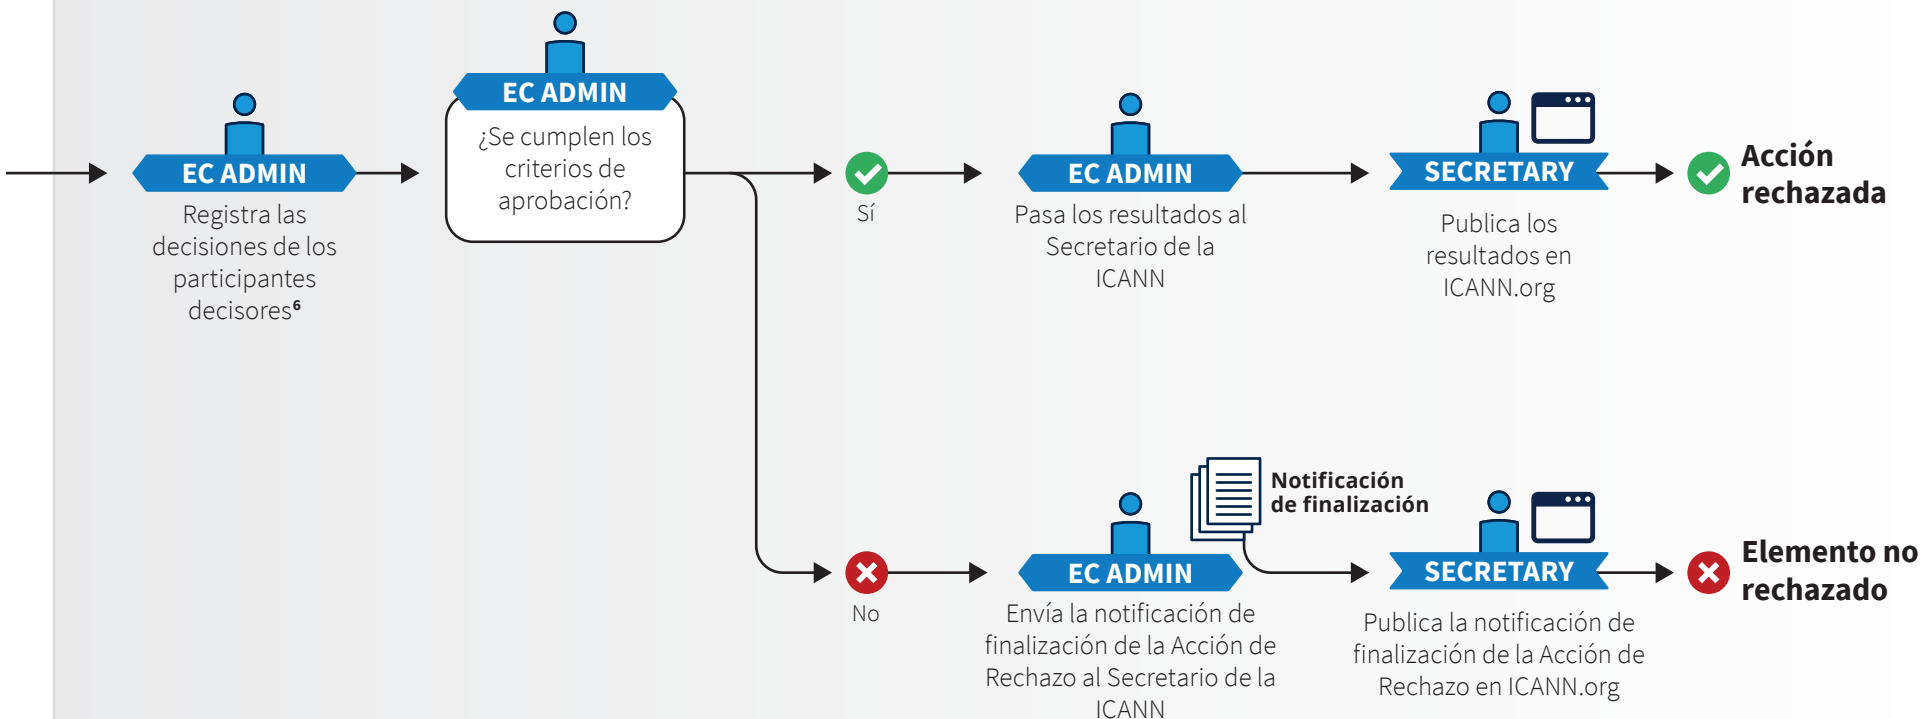 EC ADMIN
Registra las
decisiones de los
participantes
decisores⁶
EC ADMIN
¿Se cumplen los
criterios de
aprobación?
Sí
EC ADMIN
Pasa los resultados al
Secretario de la
ICANN
SECRETARY
Publica los
resultados en
ICANN.org
Acción
rechazada
No
EC ADMIN
Envía la notificación de
finalización de la Acción de
Rechazo al Secretario de la
ICANN
Notificación
de finalización
SECRETARY
Publica la notificación de
finalización de la Acción de
Rechazo en ICANN.org
Elemento no
rechazado